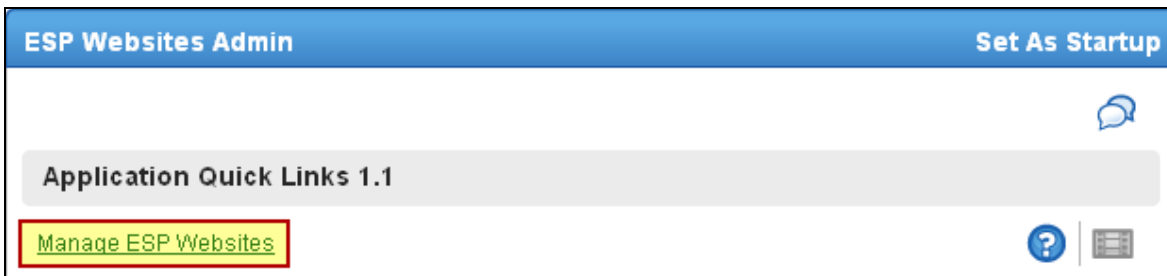 ESP Websites Admin Set As Startup
Application Quick Links 1.1
Manage ESP Websites ?